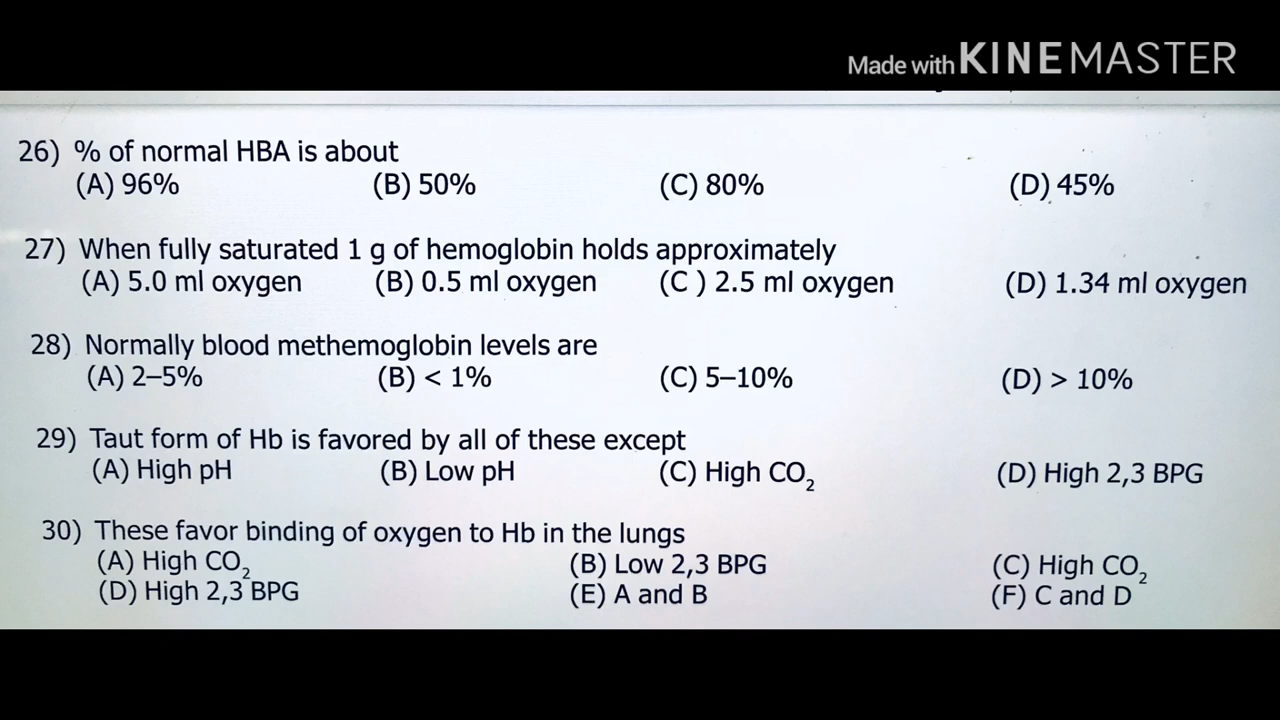 Made with KINEMASTER
26) % of normal HBA is about
(A) 96% (B) 50% (C) 80% (D) 45%
27) When fully saturated 1 g of hemoglobin holds approximately
(A) 5.0 ml oxygen (B) 0.5 ml oxygen (C ) 2.5 ml oxygen (D) 1.34 ml oxygen
28) Normally blood methemoglobin levels are
(A) 2–5% (B) < 1% (C) 5–10% (D) > 10%
29) Taut form of Hb is favored by all of these except
(A) High pH (B) Low pH (C) High CO₂ (D) High 2,3 BPG
30) These favor binding of oxygen to Hb in the lungs
(A) High CO₂ (B) Low 2,3 BPG (C) High CO₂
(D) High 2,3 BPG (E) A and B (F) C and D